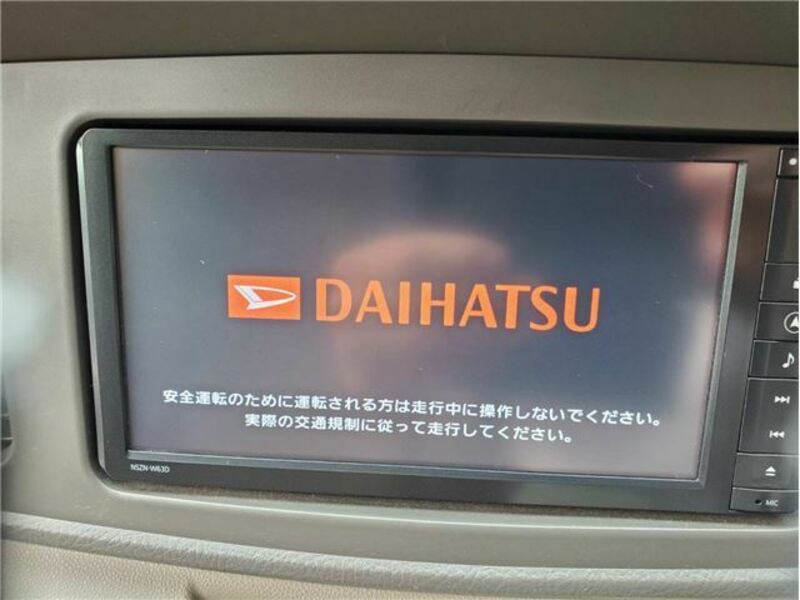 DAIHATSU
安全運転のために運転される方は走行中に操作しないでください。
実際の交通規制に従って走行してください。
NSZN-W63D
MIC